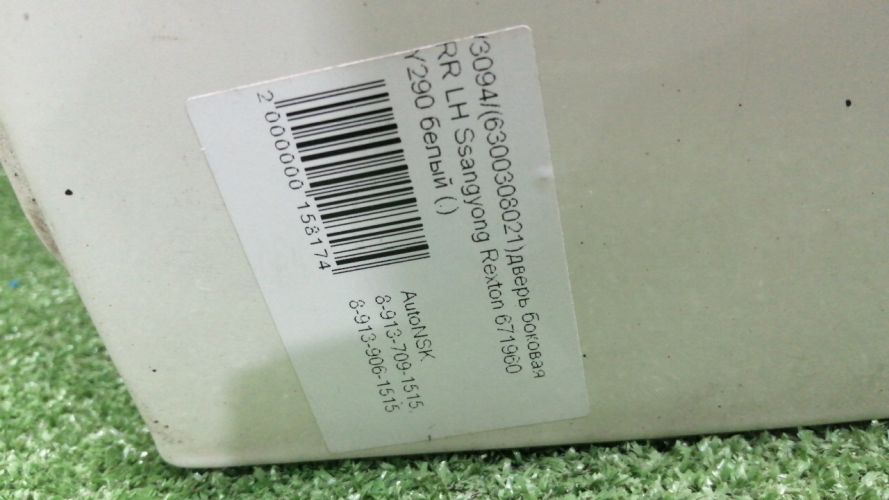 /3094/(6300308021)дверь боковая
RR LH Ssangyong Rexton 671960
Y290 белый (.)
2 000000 158174
AutoNSK
8-913-709-1515,
8-913-906-1515